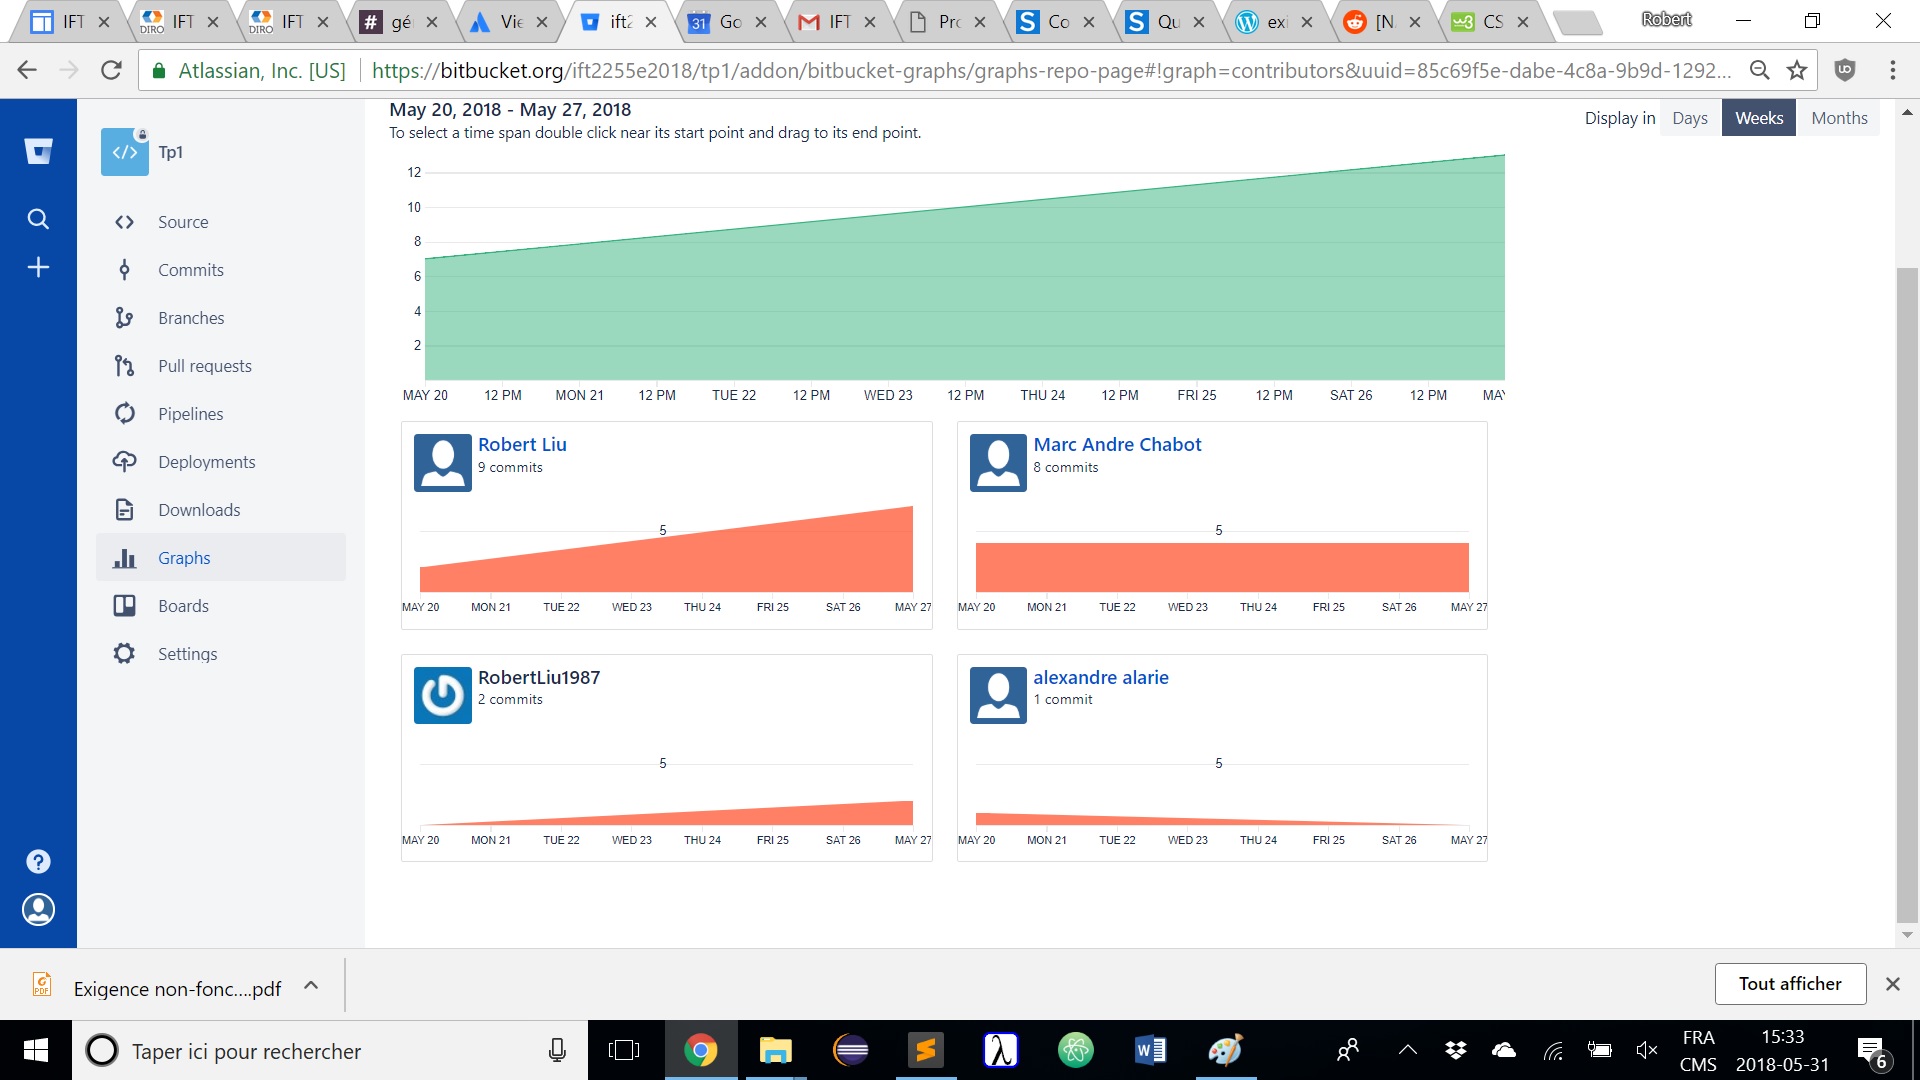 IFT
IFT
IFT
gé
Vie
ift2
Go
IFT
Pro
Co
Qu
exi
[N
CS
Robert
Atlassian, Inc. [US]
https://bitbucket.org/ift2255e2018/tp1/addon/bitbucket-graphs/graphs-repo-page#!graph=contributors&uuid=85c69f5e-dabe-4c8a-9b9d-1292...
Tp1
Source
Commits
Branches
Pull requests
Pipelines
Deployments
Downloads
Graphs
Boards
Settings
May 20, 2018 - May 27, 2018
To select a time span double click near its start point and drag to its end point.
Display in Days Weeks Months
12
10
8
6
4
2
MAY 20 12 PM MON 21 12 PM TUE 22 12 PM WED 23 12 PM THU 24 12 PM FRI 25 12 PM SAT 26 12 PM MAY
Robert Liu
9 commits
5
MAY 20 MON 21 TUE 22 WED 23 THU 24 FRI 25 SAT 26 MAY 27
Marc Andre Chabot
8 commits
5
MAY 20 MON 21 TUE 22 WED 23 THU 24 FRI 25 SAT 26 MAY 27
RobertLiu1987
2 commits
5
MAY 20 MON 21 TUE 22 WED 23 THU 24 FRI 25 SAT 26 MAY 27
alexandre alarie
1 commit
5
MAY 20 MON 21 TUE 22 WED 23 THU 24 FRI 25 SAT 26 MAY 27
Exigence non-fonc....pdf
Tout afficher
Taper ici pour rechercher
FRA
CMS
15:33
2018-05-31
6